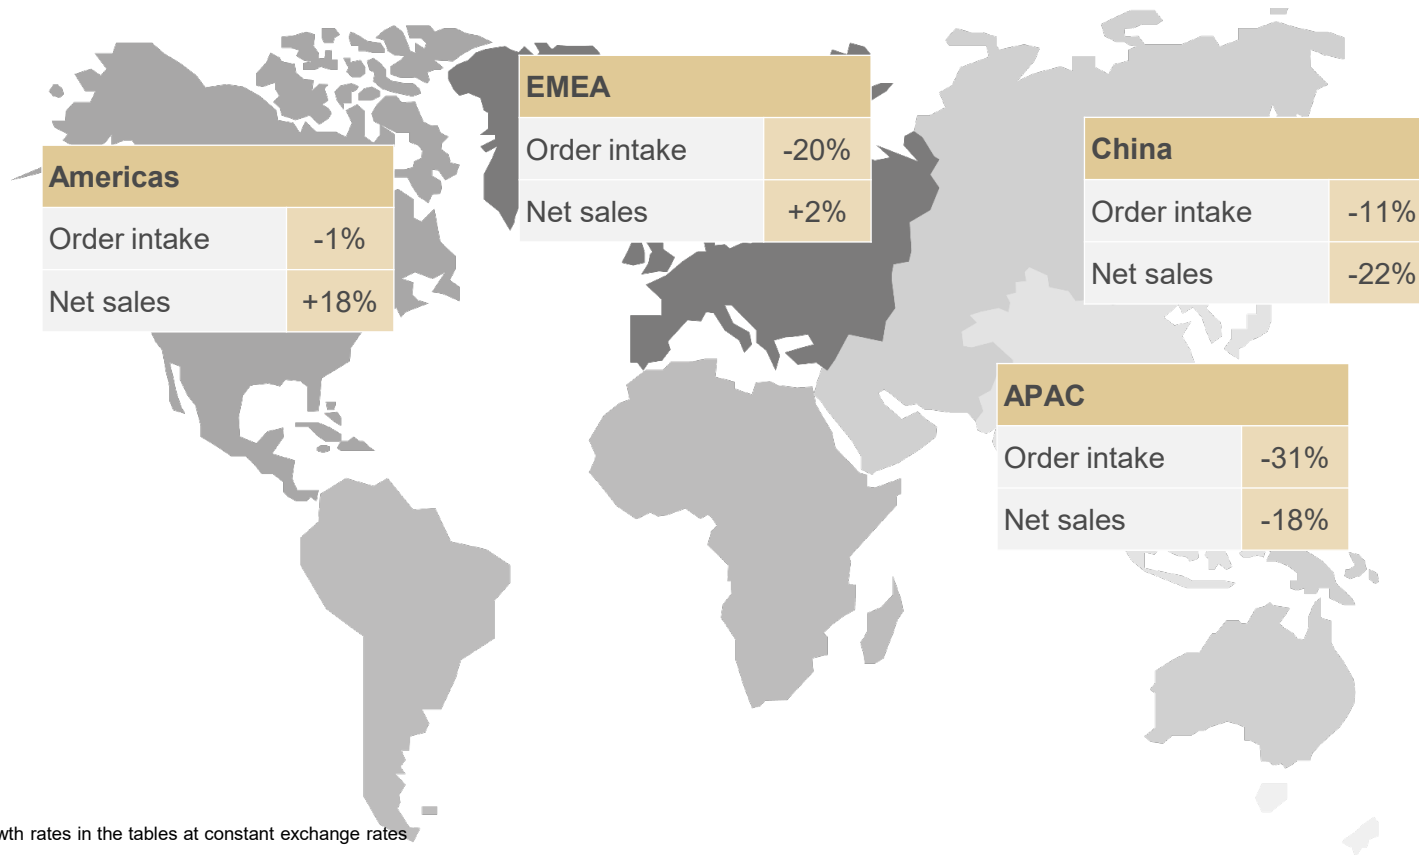 EMEA
Order intake -20%
Net sales +2%
Americas
Order intake -1%
Net sales +18%
China
Order intake -11%
Net sales -22%
APAC
Order intake -31%
Net sales -18%
rates in the tables at constant exchange rates